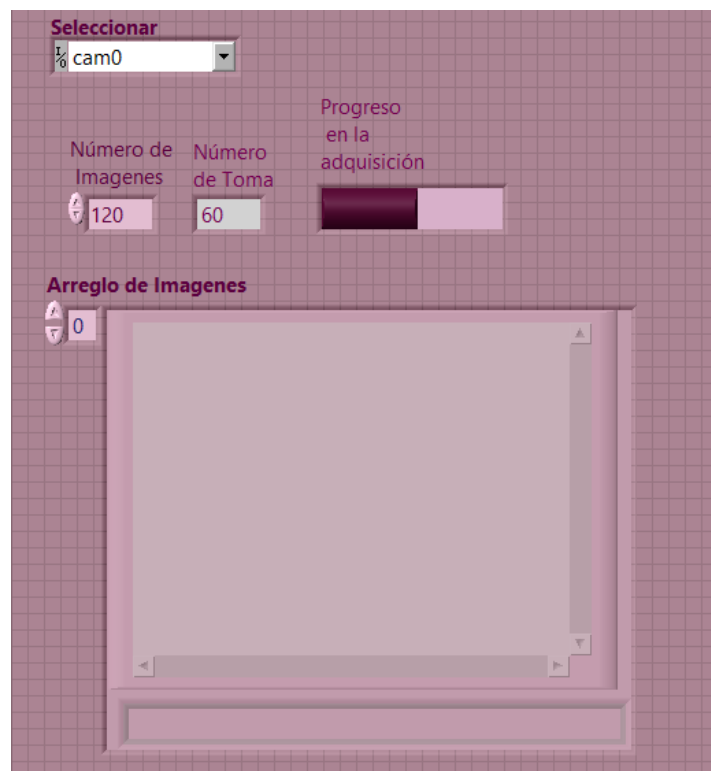 Seleccionar
I/O cam0
Progreso
en la
adquisición
Número de
Imagenes
Número
de Toma
120
60
Arreglo de Imagenes
0